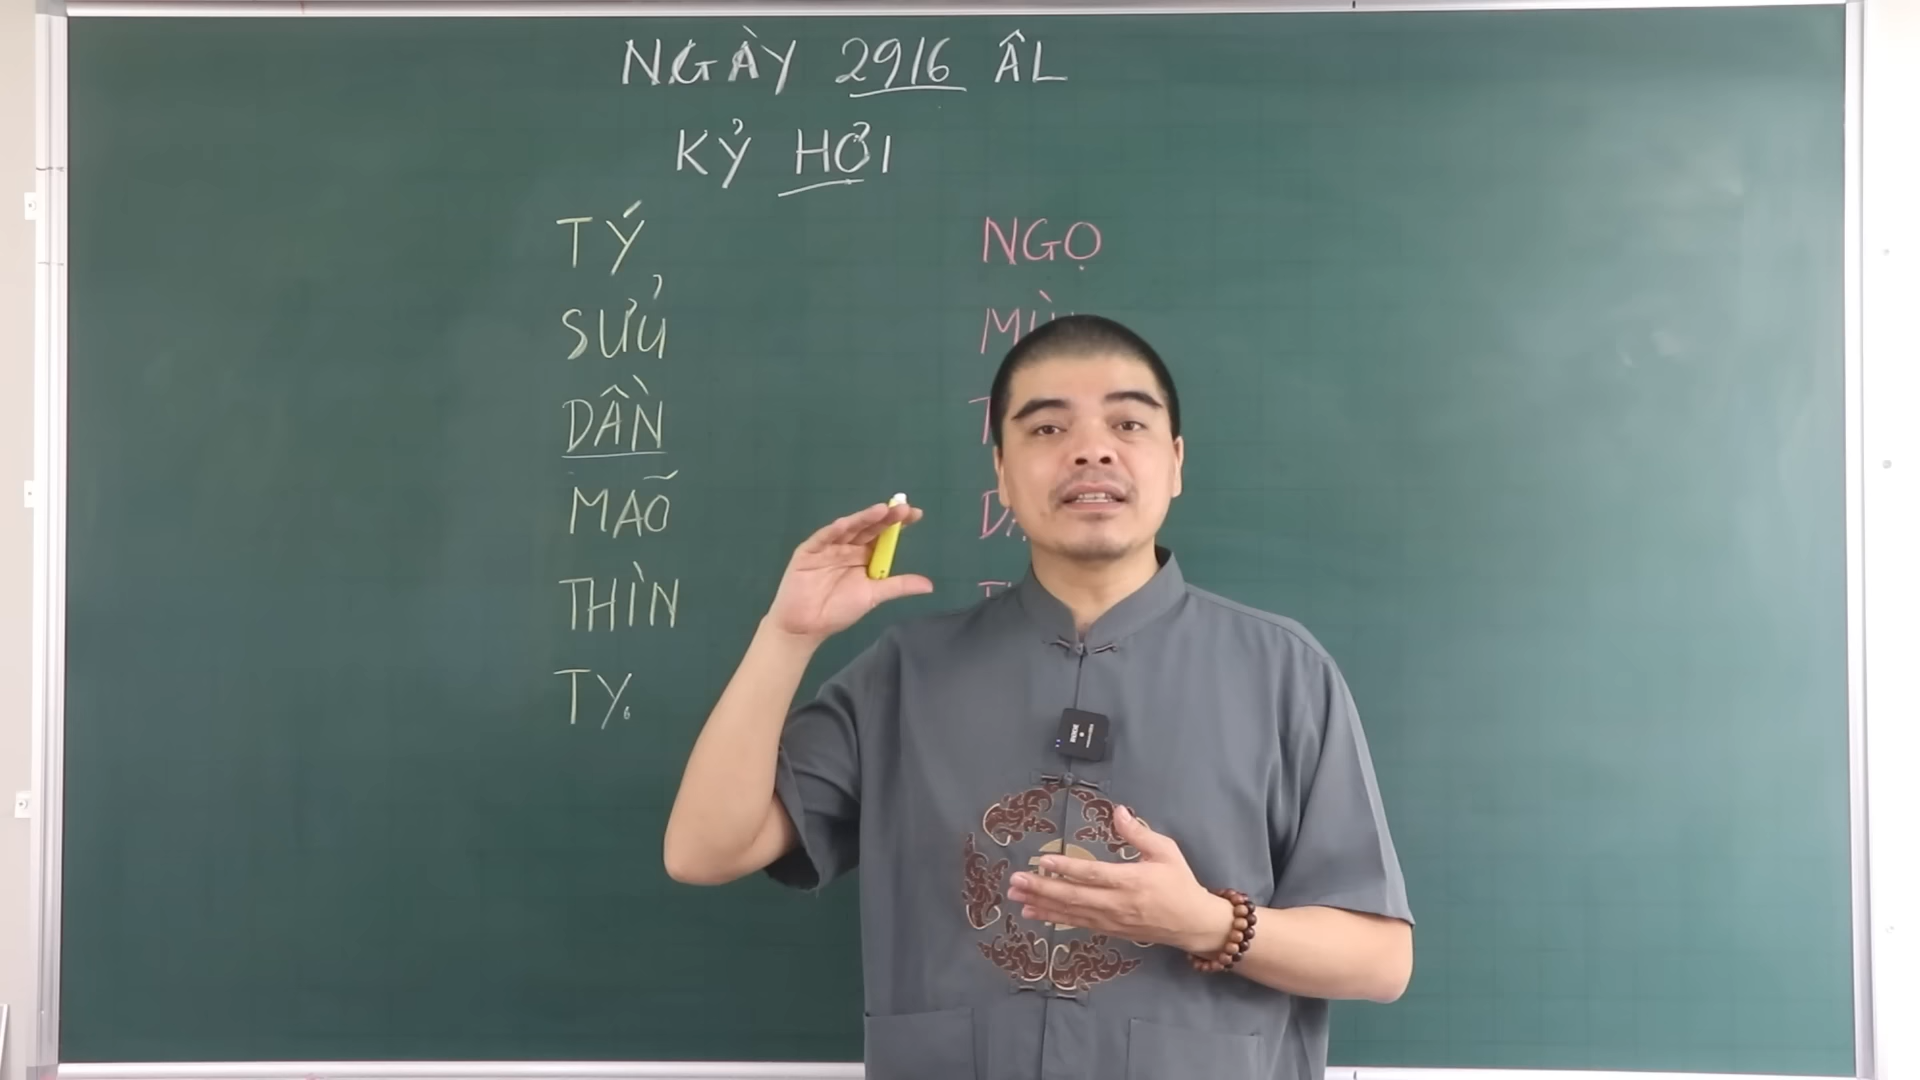 NGÀY 29/6 ÂL
KỶ HỢI
TÝ
SỬU
DẦN
MÃO
THÌN
TỴ
NGỌ